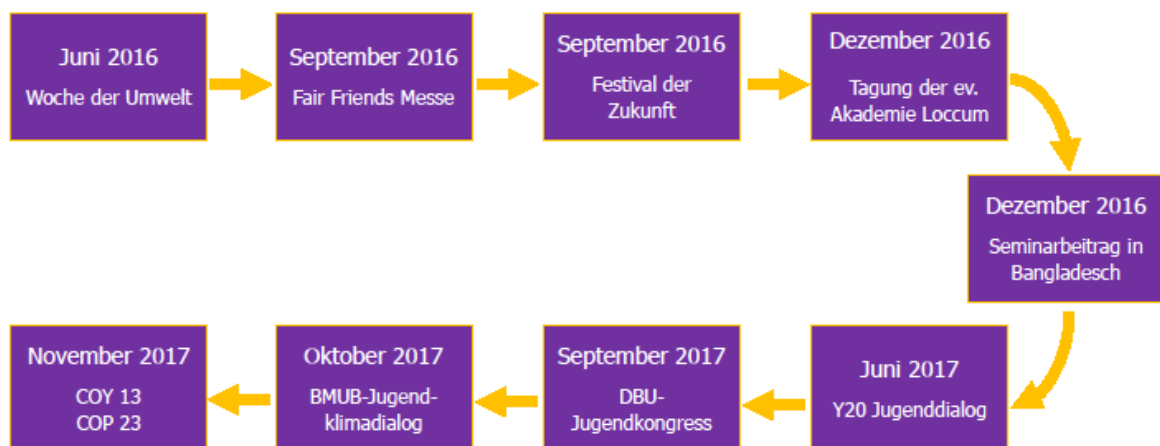 Juni 2016
Woche der Umwelt
September 2016
Fair Friends Messe
September 2016
Festival der
Zukunft
Dezember 2016
Tagung der ev.
Akademie Loccum
Dezember 2016
Seminarbeitrag in
Bangladesch
Juni 2017
Y20 Jugenddialog
September 2017
DBU-
Jugendkongress
Oktober 2017
BMUB-Jugend-
klimadialog
November 2017
COY 13
COP 23